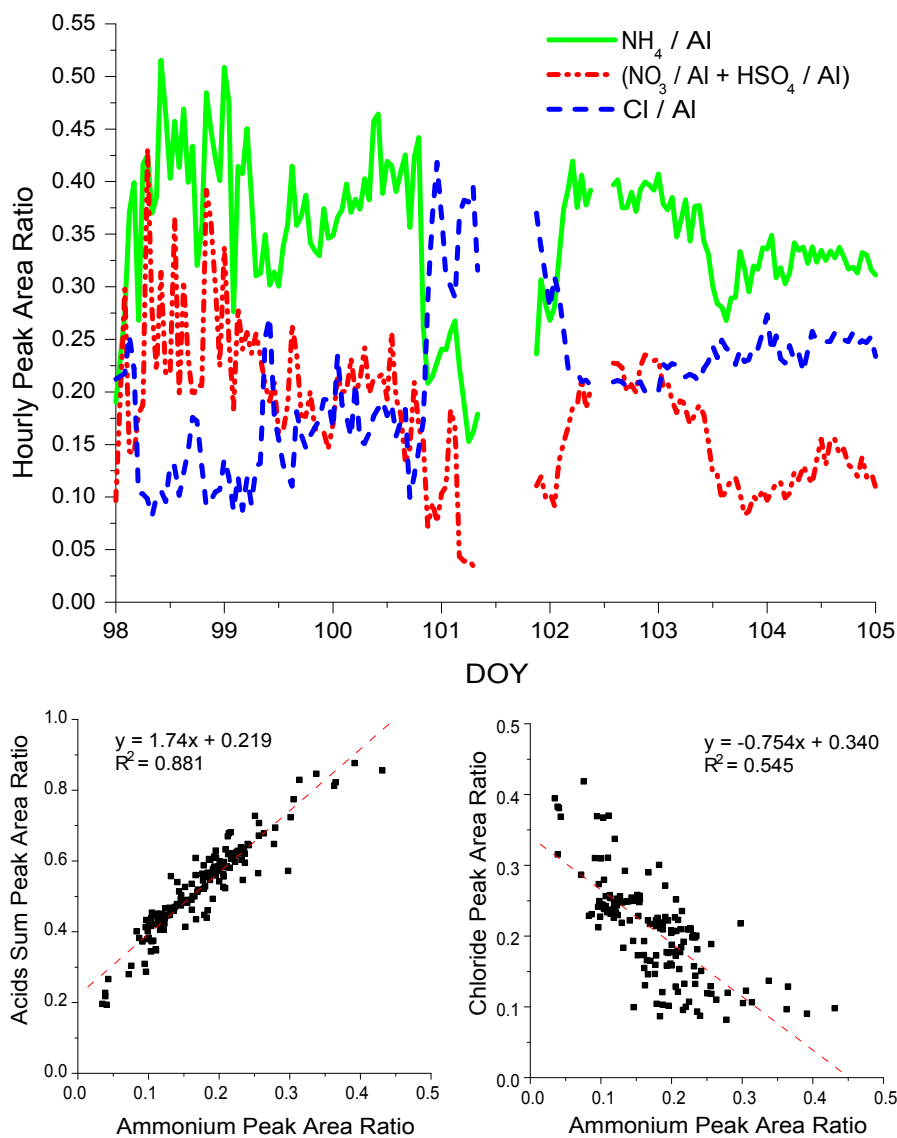 NH4 / Al
(NO3 / Al + HSO4 / Al)
Cl / Al
Hourly Peak Area Ratio
0.55
0.50
0.45
0.40
0.35
0.30
0.25
0.20
0.15
0.10
0.05
0.00
98 99 100 101 102 103 104 105
DOY
y = 1.74x + 0.219
R2 = 0.881
Acids Sum Peak Area Ratio
1.0
0.8
0.6
0.4
0.2
0.0
0.0 0.1 0.2 0.3 0.4 0.5
Ammonium Peak Area Ratio
y = -0.754x + 0.340
R2 = 0.545
Chloride Peak Area Ratio
0.5
0.4
0.3
0.2
0.1
0.0
0.0 0.1 0.2 0.3 0.4 0.5
Ammonium Peak Area Ratio